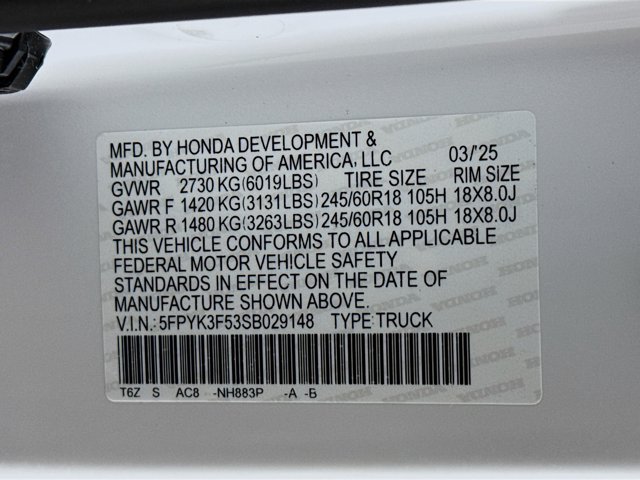 MFD. BY HONDA DEVELOPMENT &
MANUFACTURING OF AMERICA, LLC 03/25
GVWR 2730 KG(6019LBS) TIRE SIZE RIM SIZE
GAWR F 1420 KG(3131LBS) 245/60R18 105H 18X8.0J
GAWR R 1480 KG(3263LBS) 245/60R18 105H 18X8.0J
THIS VEHICLE CONFORMS TO ALL APPLICABLE
FEDERAL MOTOR VEHICLE SAFETY
STANDARDS IN EFFECT ON THE DATE OF
MANUFACTURE SHOWN ABOVE.
V.I.N.: 5FPYK3F53SB029148 TYPE: TRUCK
T6Z S AC8 -NH883P -A -B